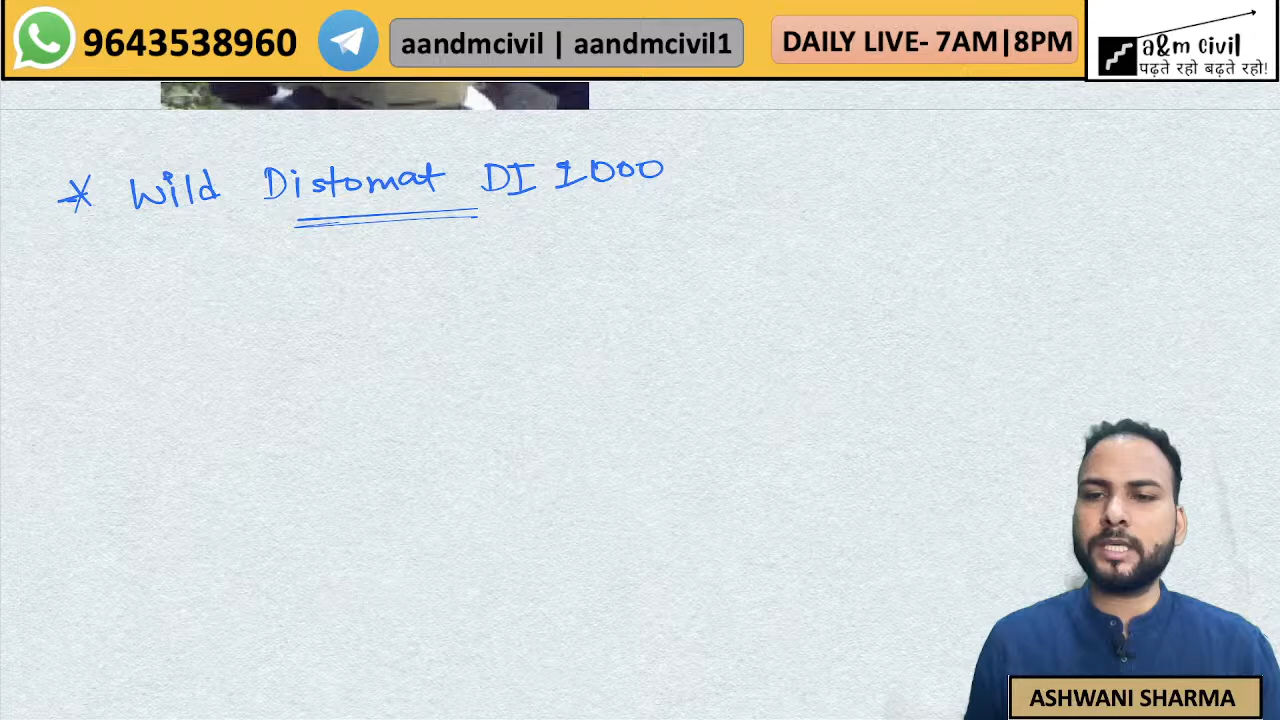 9643538960 aandmcivil | aandmcivil1 DAILY LIVE- 7AM|8PM
a&m civil
पढ़ते रहो बढ़ते रहो!
* Wild Distomat DI 1000
ASHWANI SHARMA